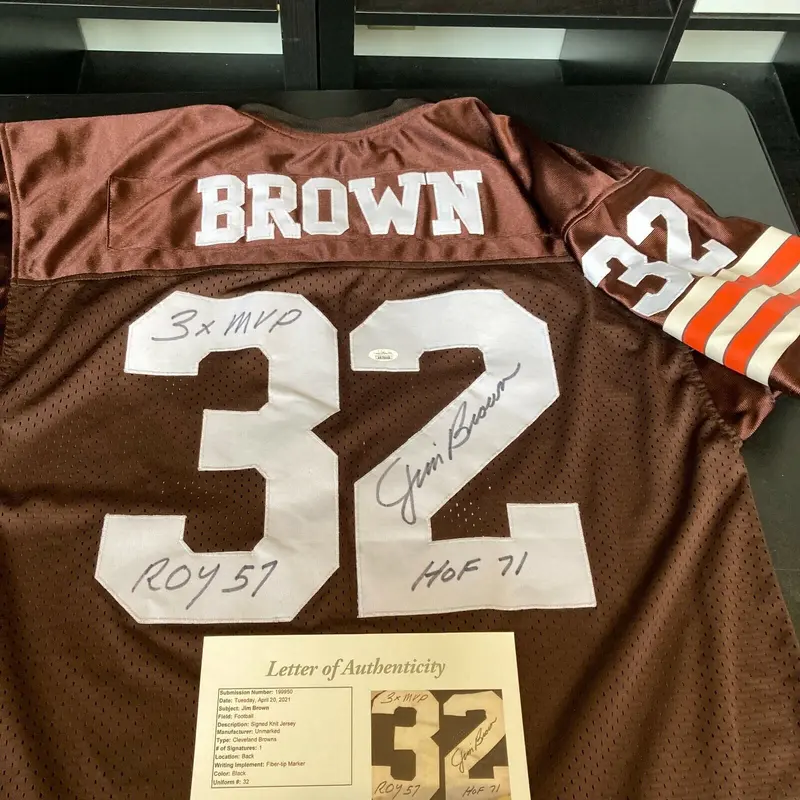 BROWN
32
3 x MVP
32
Jim Brown
ROY 57
HOF 71
Letter of Authenticity
Submission Number: 199950
Date: Tuesday, April 20, 2021
Subject: Jim Brown
Field: Football
Description: Signed Knit Jersey
Manufacturer: Unmarked
Type: Cleveland Browns
# of Signatures: 1
Location: Back
Writing Implement: Fiber-tip Marker
Color: Black
Uniform #: 32
3 x MVP
32
Jim Brown
ROY 57
HOF 71